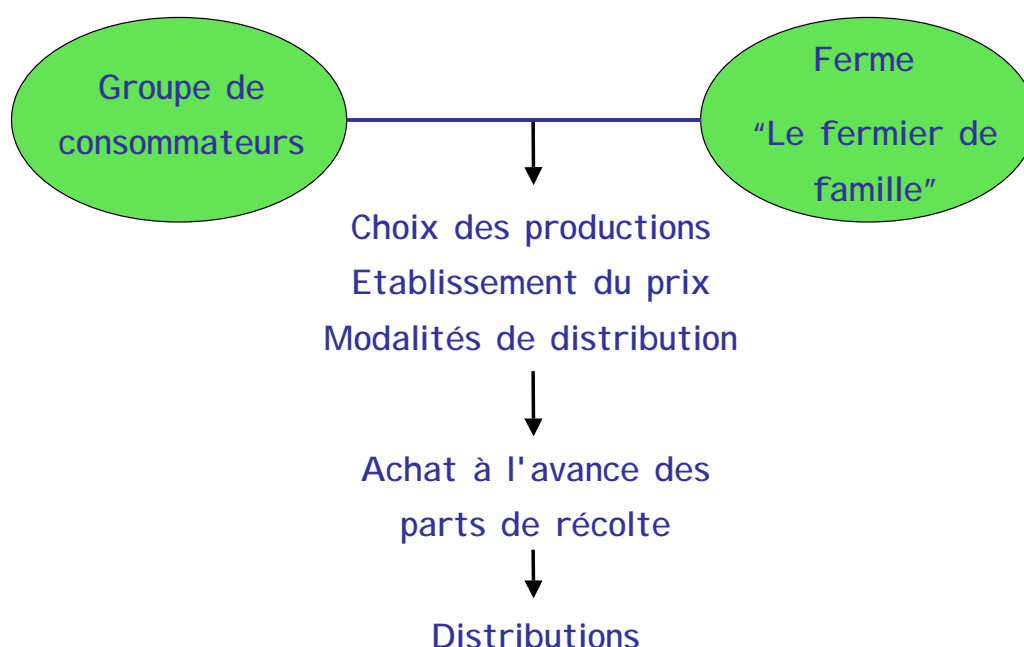 Groupe de
consommateurs
Ferme
“Le fermier de
famille”
Choix des productions
Etablissement du prix
Modalités de distribution
Achat à l'avance des
parts de récolte
Distributions